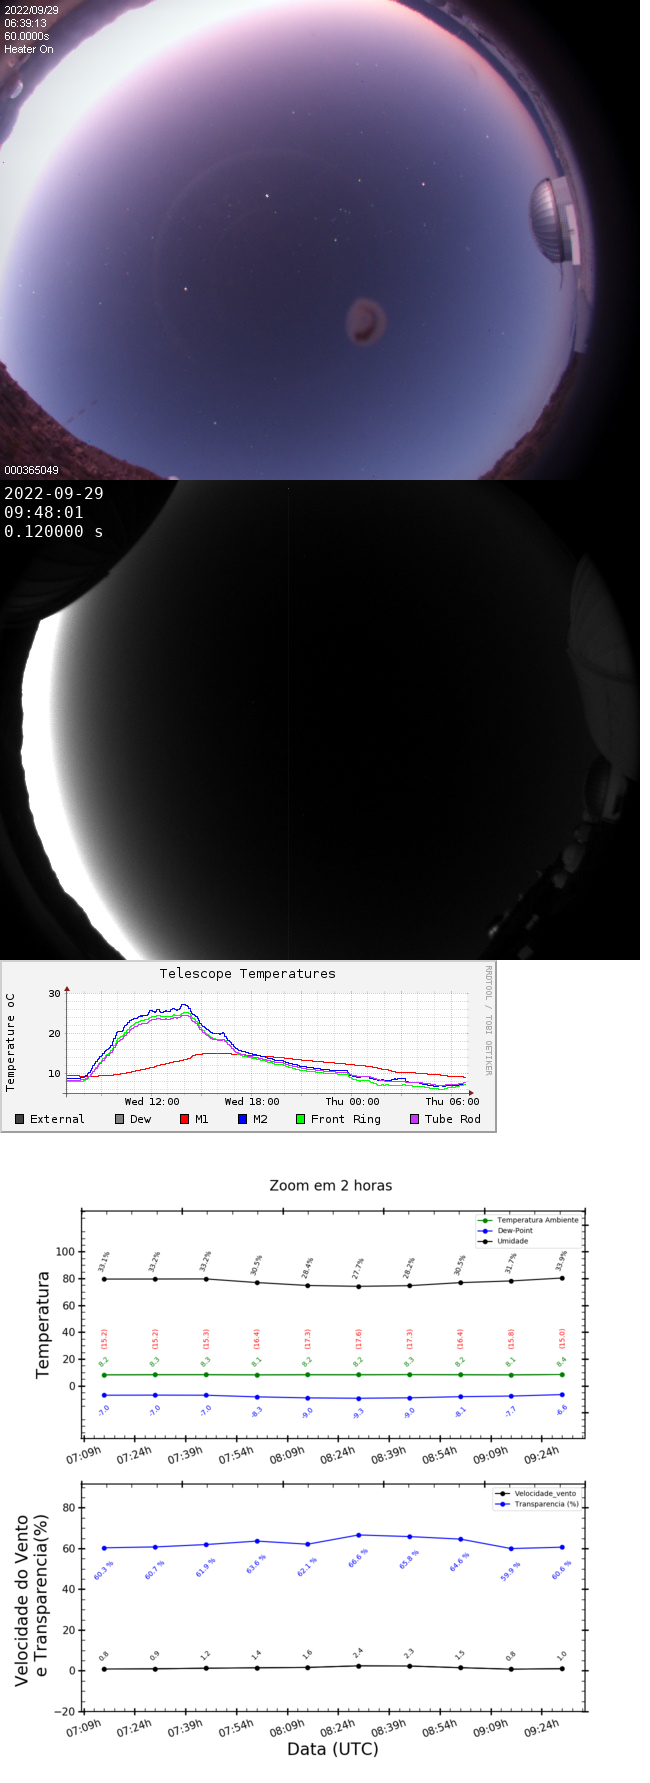 2022/09/29
06:39:13
60.0000s
Heater On
000365049
2022-09-29
09:48:01
0.120000 s
Telescope Temperatures
RRDTOOL / TOBI OETIKER
Temperature oC
30
20
10
Wed 12:00 Wed 18:00 Thu 00:00 Thu 06:00
External Dew M1 M2 Front Ring Tube Rod
Zoom em 2 horas
Temperatura Ambiente
Dew-Point
Umidade
Temperatura
100
80
60
40
20
0
33.1% 33.2% 33.2% 30.5% 28.4% 27.7% 28.2% 30.5% 31.7% 33.9%
(15.2) (15.2) (15.3) (16.4) (17.3) (17.6) (17.3) (16.4) (15.8) (15.0)
8.2 8.3 8.3 8.1 8.2 8.2 8.3 8.2 8.1 8.4
-7.0 -7.0 -7.0 -8.3 -9.0 -9.3 -9.0 -8.1 -7.7 -6.6
07:09h 07:24h 07:39h 07:54h 08:09h 08:24h 08:39h 08:54h 09:09h 09:24h
Velocidade_vento
Transparencia (%)
Velocidade do Vento
e Transparencia(%)
80
60
40
20
0
−20
60.3 % 60.7 % 61.9 % 63.6 % 62.1 % 66.6 % 65.8 % 64.6 % 59.9 % 60.6 %
0.8 0.9 1.2 1.4 1.6 2.4 2.3 1.5 0.8 1.0
07:09h 07:24h 07:39h 07:54h 08:09h 08:24h 08:39h 08:54h 09:09h 09:24h
Data (UTC)